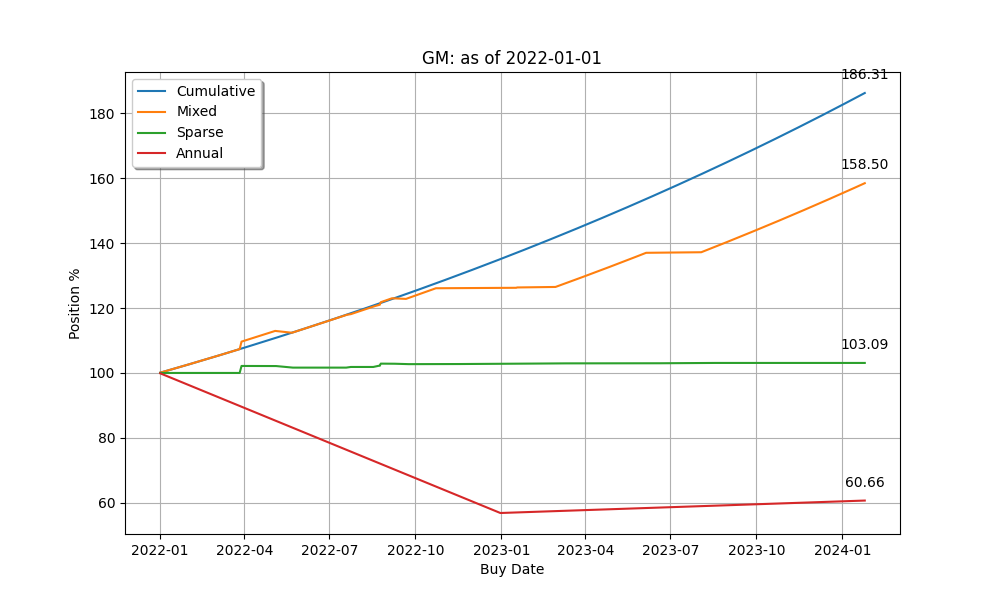 GM: as of 2022-01-01
Cumulative
Mixed
Sparse
Annual
186.31
158.50
103.09
60.66
180
160
140
120
100
80
60
Position %
2022-01 2022-04 2022-07 2022-10 2023-01 2023-04 2023-07 2023-10 2024-01
Buy Date